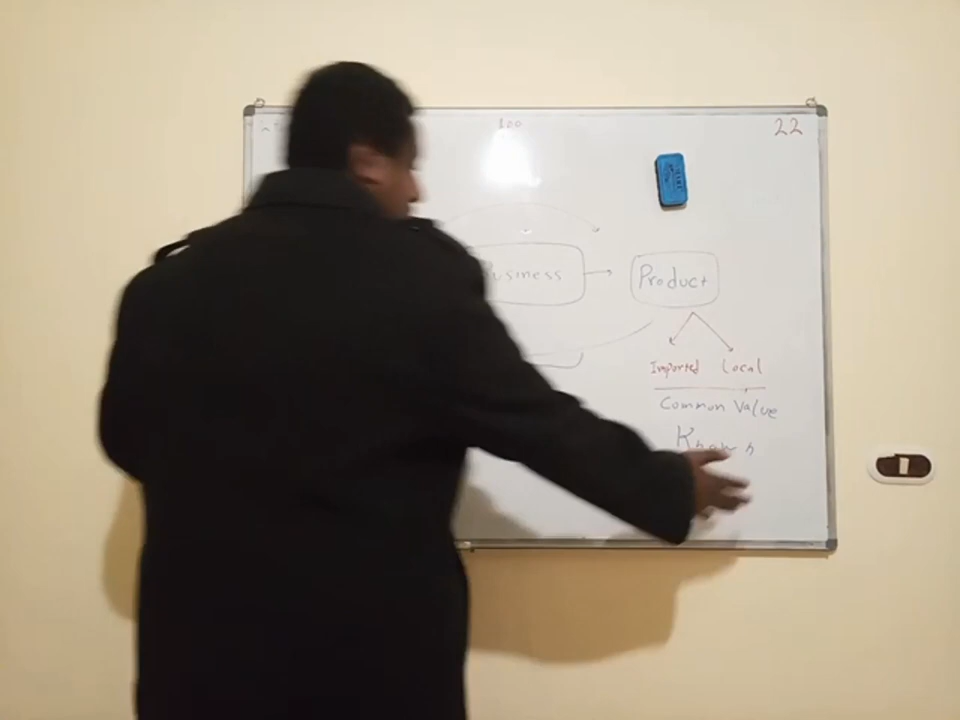 100
22
Business
Product
Imported Local
Common Value
Known